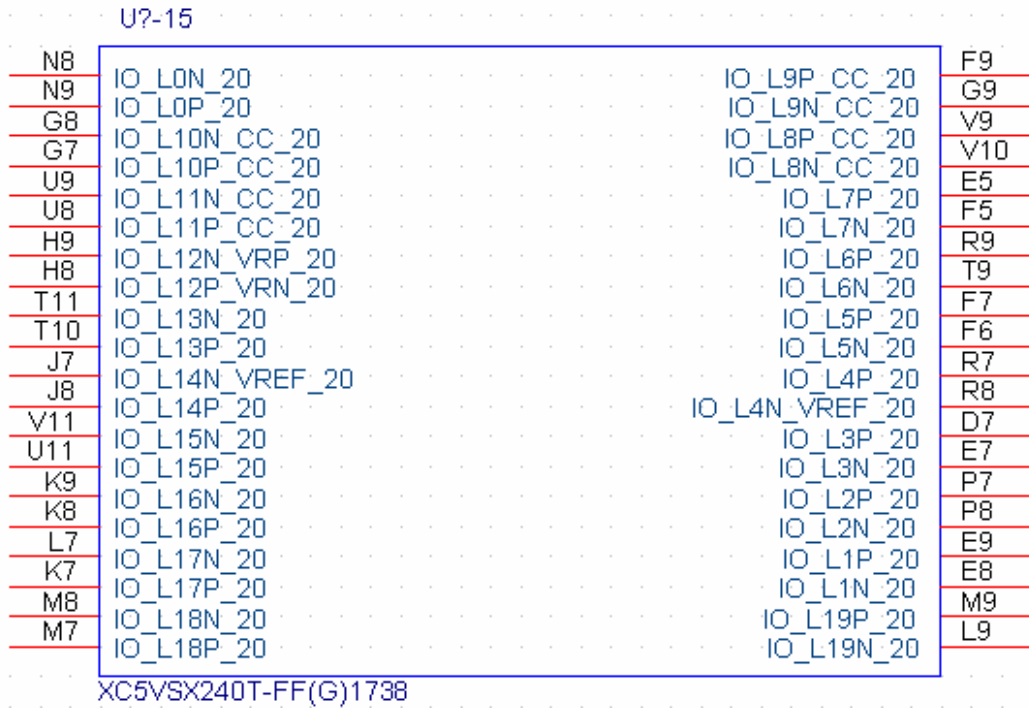 U?-15
N8 IO_L0N_20 IO_L9P_CC_20 F9
N9 IO_L0P_20 IO_L9N_CC_20 G9
G8 IO_L10N_CC_20 IO_L8P_CC_20 V9
G7 IO_L10P_CC_20 IO_L8N_CC_20 V10
U9 IO_L11N_CC_20 IO_L7P_20 E5
U8 IO_L11P_CC_20 IO_L7N_20 F5
H9 IO_L12N_VRP_20 IO_L6P_20 R9
H8 IO_L12P_VRN_20 IO_L6N_20 T9
T11 IO_L13N_20 IO_L5P_20 F7
T10 IO_L13P_20 IO_L5N_20 F6
J7 IO_L14N_VREF_20 IO_L4P_20 R7
J8 IO_L14P_20 IO_L4N_VREF_20 R8
V11 IO_L15N_20 IO_L3P_20 D7
U11 IO_L15P_20 IO_L3N_20 E7
K9 IO_L16N_20 IO_L2P_20 P7
K8 IO_L16P_20 IO_L2N_20 P8
L7 IO_L17N_20 IO_L1P_20 E9
K7 IO_L17P_20 IO_L1N_20 E8
M8 IO_L18N_20 IO_L19P_20 M9
M7 IO_L18P_20 IO_L19N_20 L9
XC5VSX240T-FF(G)1738